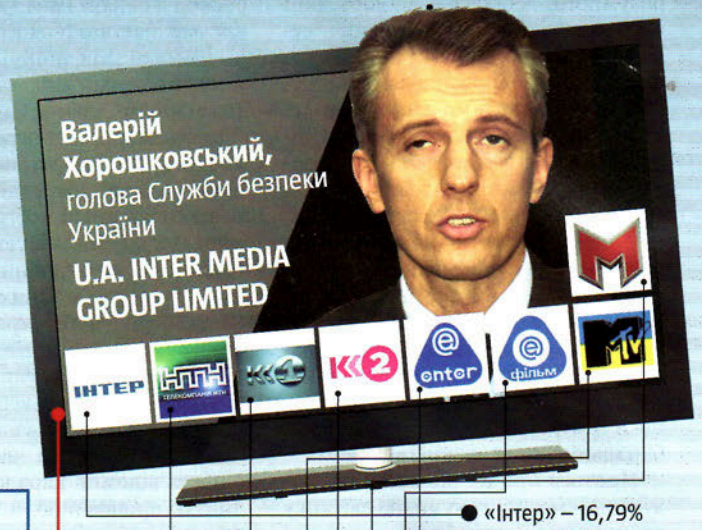 Валерій
Хорошковський,
голова Служби безпеки
України
U.A. INTER MEDIA
GROUP LIMITED
M
ІНТЕР
НТН
ТЕЛЕКОМПАНІЯ НТН
К1
К2
@
enter
@
фільм
MTV
● «Інтер» – 16,79%